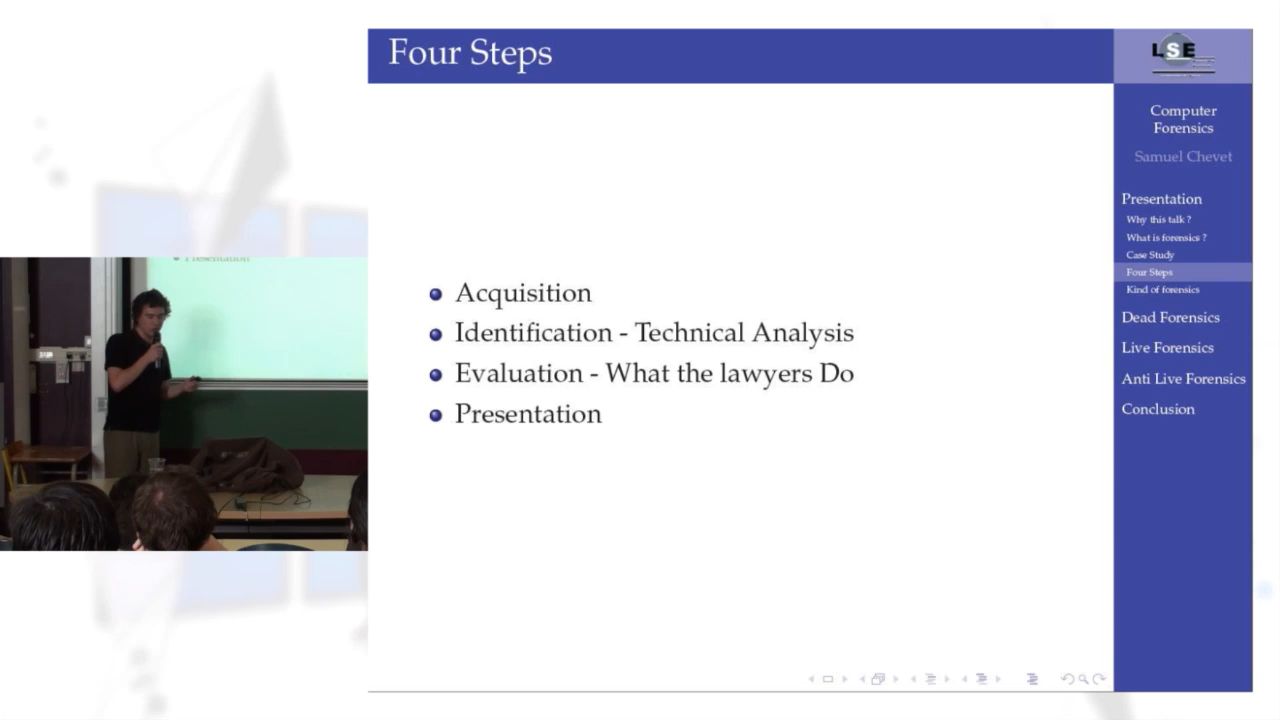 Four Steps
Acquisition
Identification - Technical Analysis
Evaluation - What the lawyers Do
Presentation
LSE
Computer
Forensics
Samuel Chevet
Presentation
Why this talk ?
What is forensics ?
Case Study
Four Steps
Kind of forensics
Dead Forensics
Live Forensics
Anti Live Forensics
Conclusion
Presentation